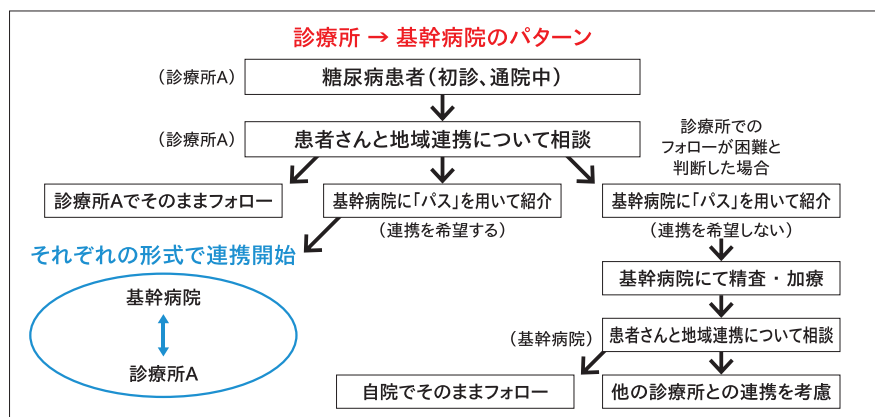 診療所 → 基幹病院のパターン
（診療所A）
糖尿病患者（初診、通院中）
（診療所A）
患者さんと地域連携について相談
診療所での
フォローが困難と
判断した場合
診療所Aでそのままフォロー
基幹病院に「パス」を用いて紹介
基幹病院に「パス」を用いて紹介
（連携を希望する）
（連携を希望しない）
それぞれの形式で連携開始
基幹病院
診療所A
基幹病院にて精査・加療
（基幹病院）
患者さんと地域連携について相談
自院でそのままフォロー
他の診療所との連携を考慮